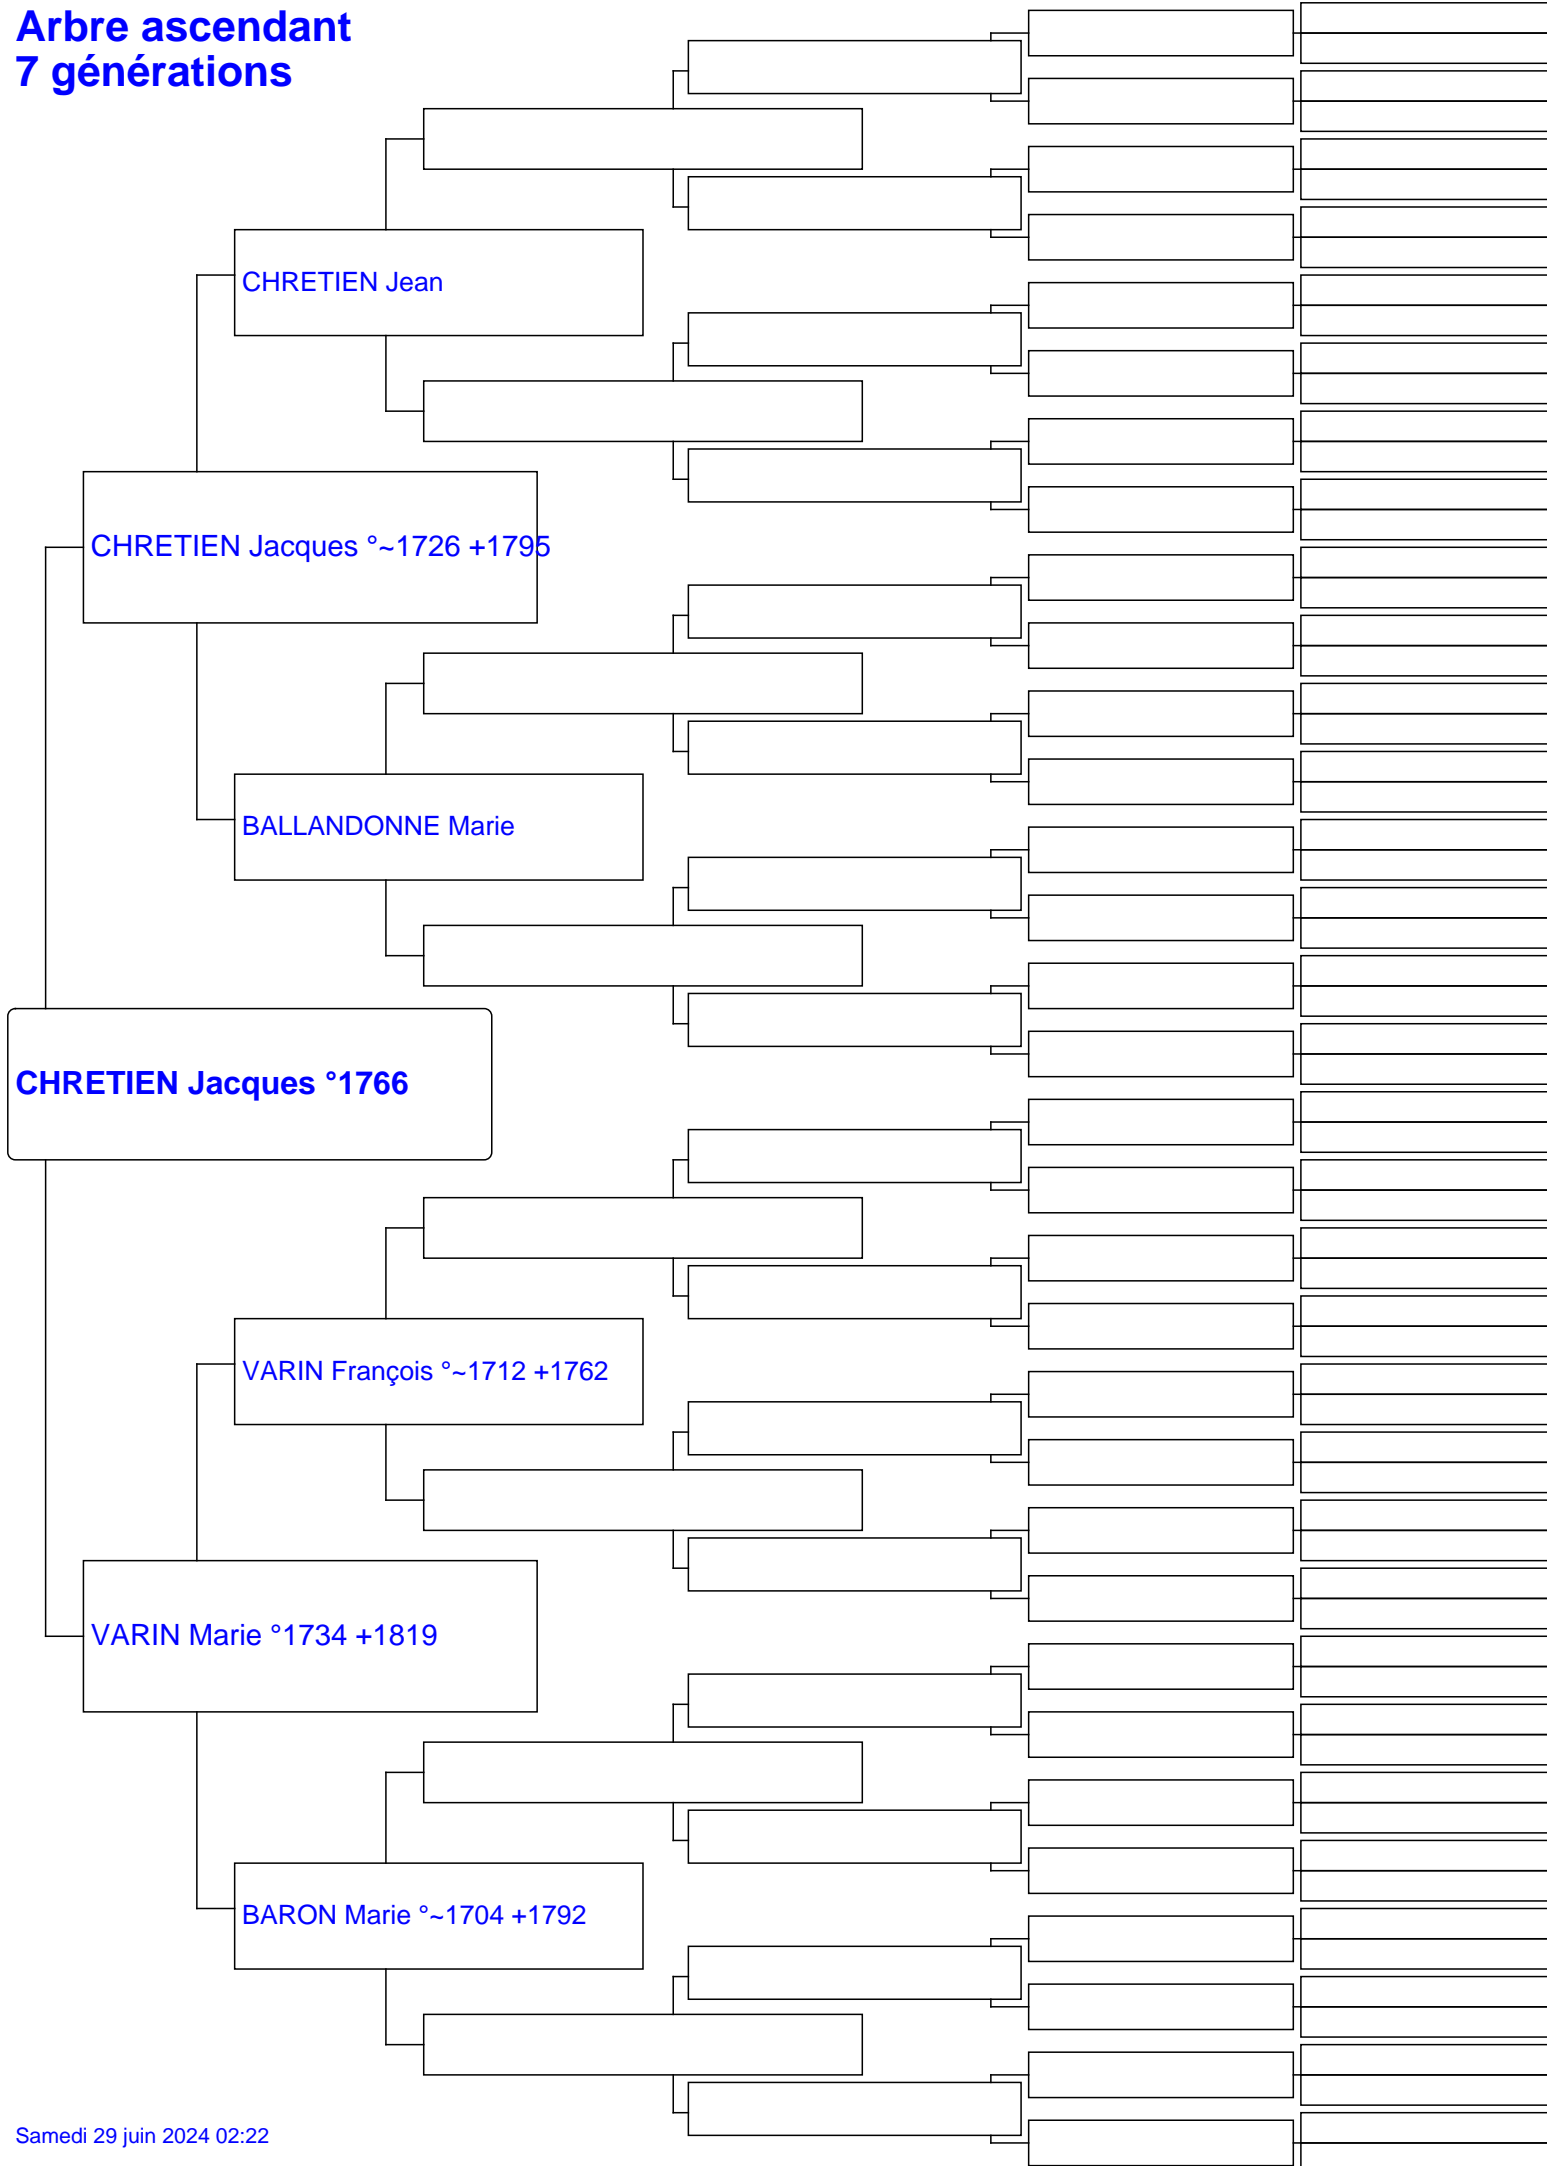 Arbre ascendant
7 générations
CHRETIEN Jean
CHRETIEN Jacques °~1726 +1795
BALLANDONNE Marie
CHRETIEN Jacques °1766
VARIN François °~1712 +1762
VARIN Marie °1734 +1819
BARON Marie °~1704 +1792
Samedi 29 juin 2024 02:22